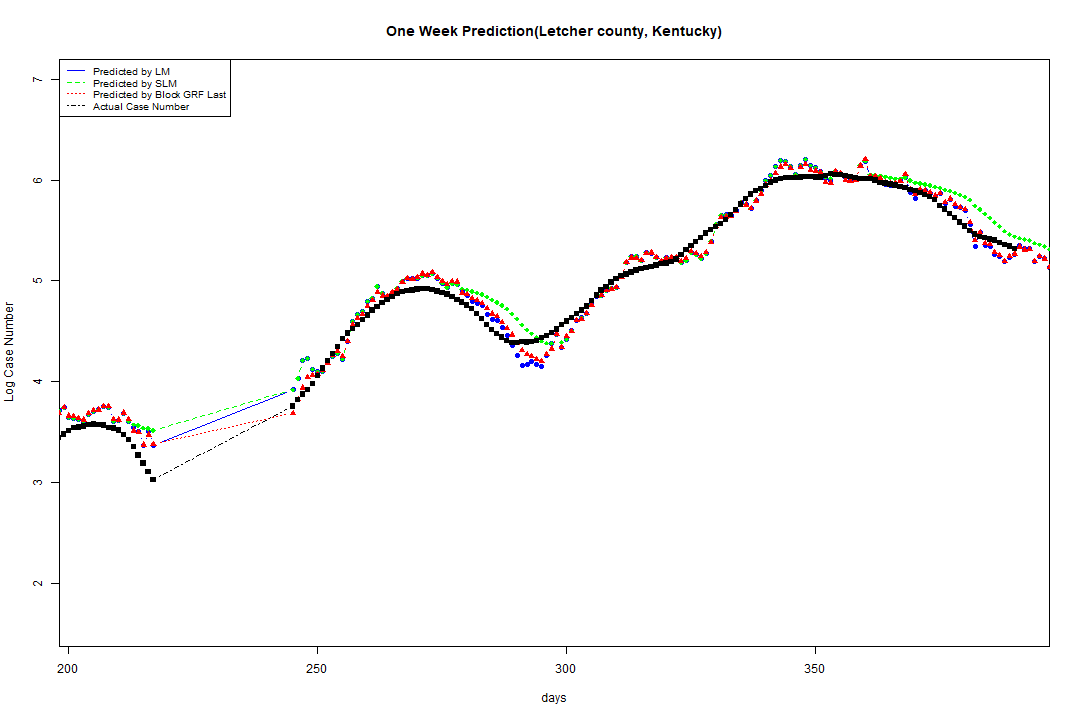 One Week Prediction(Letcher county, Kentucky)
Predicted by LM
Predicted by SLM
Predicted by Block GRF Last
Actual Case Number
7
6
5
4
3
2
Log Case Number
200 250 300 350
days